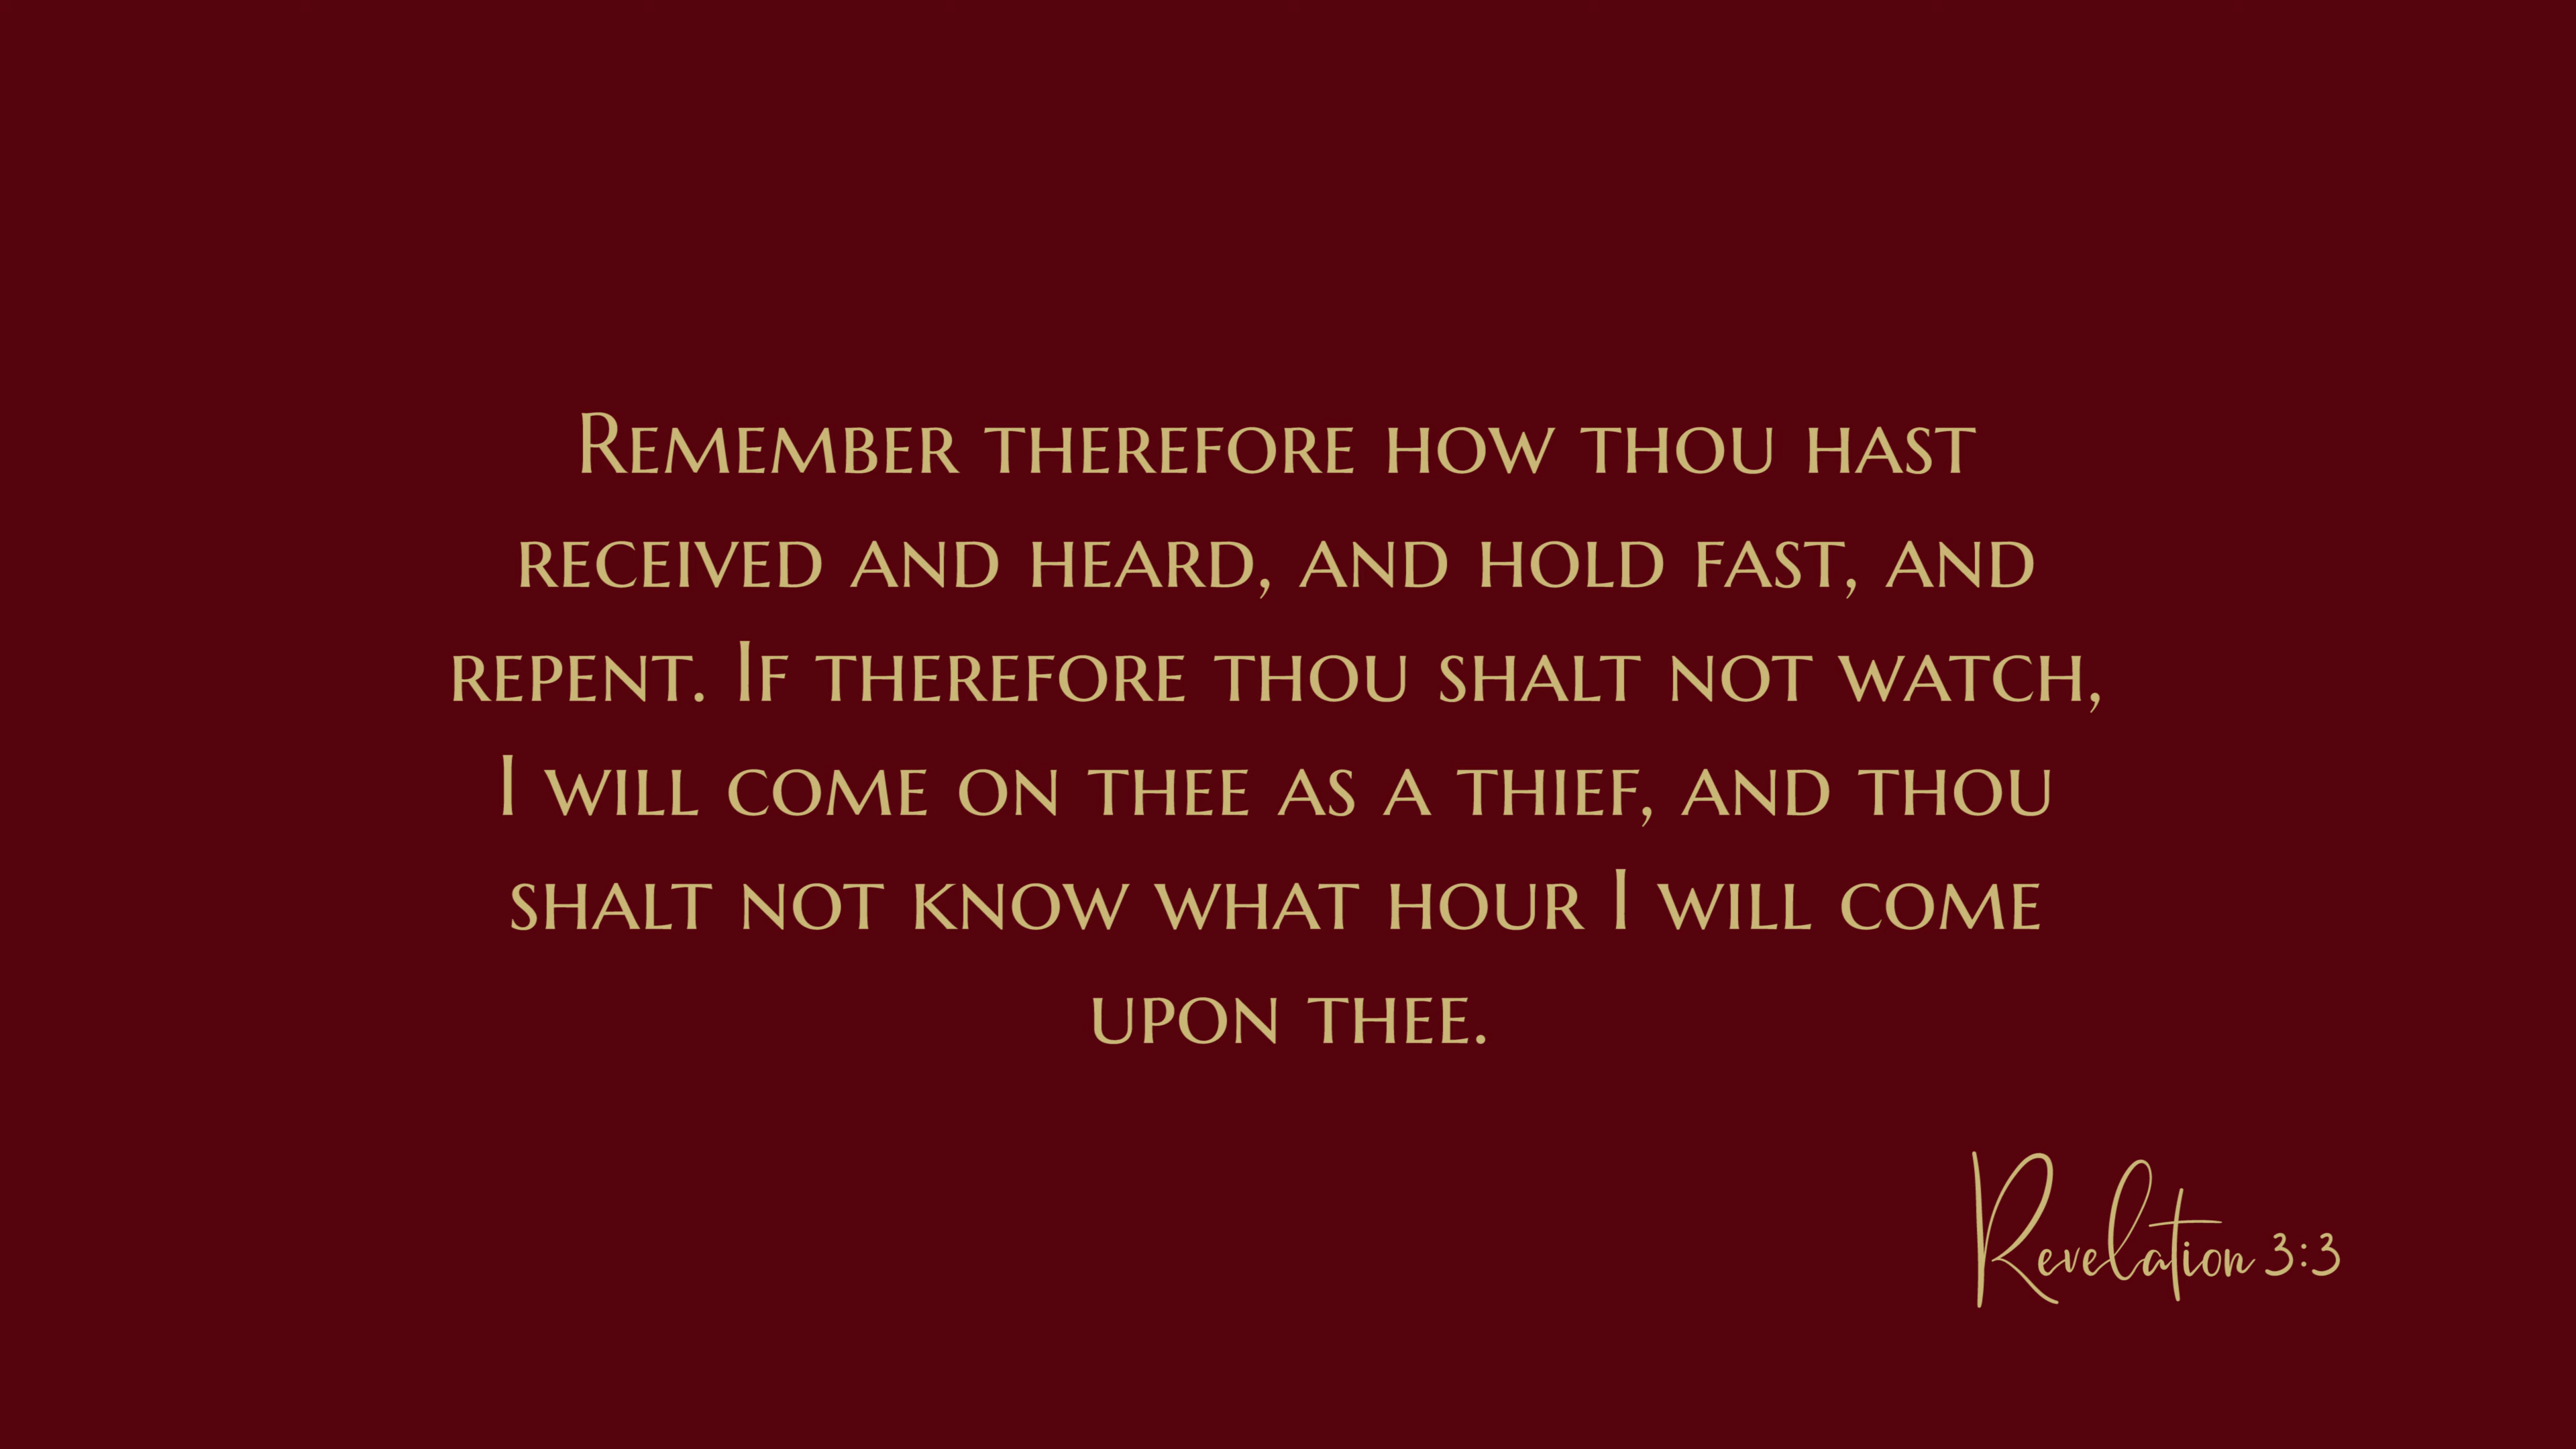 Remember therefore how thou hast
received and heard, and hold fast, and
repent. If therefore thou shalt not watch,
I will come on thee as a thief, and thou
shalt not know what hour I will come
upon thee.
Revelation 3:3